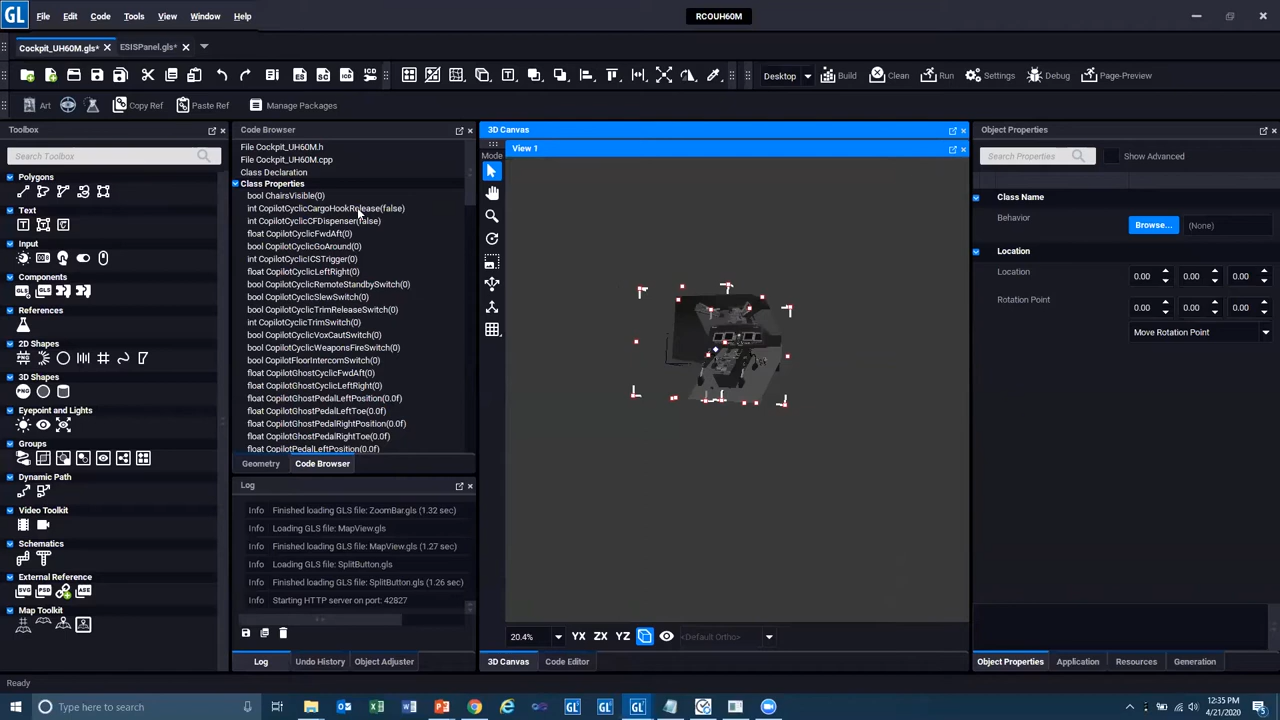 GL File Edit Code Tools View Window Help RCOUH60M
Cockpit_UH60M.gls* ESISPanel.gls*
ES SC ICD ICD Desktop Build Clean Run Settings Debug Page-Preview
Art Copy Ref Paste Ref Manage Packages
Toolbox
Search Toolbox
Polygons
Text
Input
Components
References
2D Shapes
3D Shapes
Eyepoint and Lights
Groups
Dynamic Path
Video Toolkit
Schematics
External Reference
Map Toolkit
Code Browser
File Cockpit_UH60M.h
File Cockpit_UH60M.cpp
Class Declaration
Class Properties
bool ChairsVisible(0)
int CopilotCyclicCargoHookRelease(false)
int CopilotCyclicCFDispenser(false)
float CopilotCyclicFwdAft(0)
bool CopilotCyclicGoAround(0)
int CopilotCyclicICSTrigger(0)
float CopilotCyclicLeftRight(0)
bool CopilotCyclicRemoteStandbySwitch(0)
bool CopilotCyclicSlewSwitch(0)
bool CopilotCyclicTrimReleaseSwitch(0)
int CopilotCyclicTrimSwitch(0)
bool CopilotCyclicVoxCautSwitch(0)
bool CopilotCyclicWeaponsFireSwitch(0)
bool CopilotFloorIntercomSwitch(0)
float CopilotGhostCyclicFwdAft(0)
float CopilotGhostCyclicLeftRight(0)
float CopilotGhostPedalLeftPosition(0.0f)
float CopilotGhostPedalLeftToe(0.0f)
float CopilotGhostPedalRightPosition(0.0f)
float CopilotGhostPedalRightToe(0.0f)
float CopilotPedalLeftPosition(0.0f)
Geometry Code Browser
Log
Info Finished loading GLS file: ZoomBar.gls (1.32 sec)
Info Loading GLS file: MapView.gls
Info Finished loading GLS file: MapView.gls (1.27 sec)
Info Loading GLS file: SplitButton.gls
Info Finished loading GLS file: SplitButton.gls (1.26 sec)
Info Starting HTTP server on port: 42827
Log Undo History Object Adjuster
3D Canvas
Mode View 1
20.4% YX ZX YZ <Default Ortho>
3D Canvas Code Editor
Object Properties
Search Properties Show Advanced
Class Name
Behavior Browse... (None)
Location
Location 0.00 0.00 0.00
Rotation Point 0.00 0.00 0.00
Move Rotation Point
Object Properties Application Resources Generation
Ready
Type here to search
12:35 PM
4/21/2020